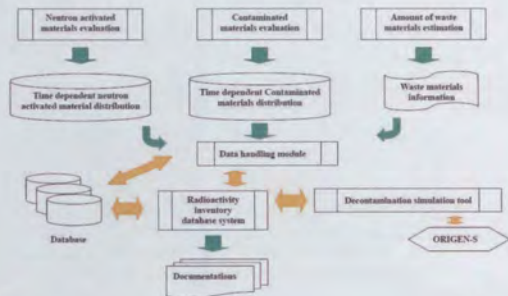 Neutron activated
materials evaluation
Contaminated
materials evaluation
Amount of waste
materials estimation
Time dependent neutron
activated material distribution
Time dependent Contaminated
materials distribution
Waste materials
information
Data handling module
Database
Radioactivity
inventory
database system
Decontamination simulation tool
ORIGEN-S
Documentations